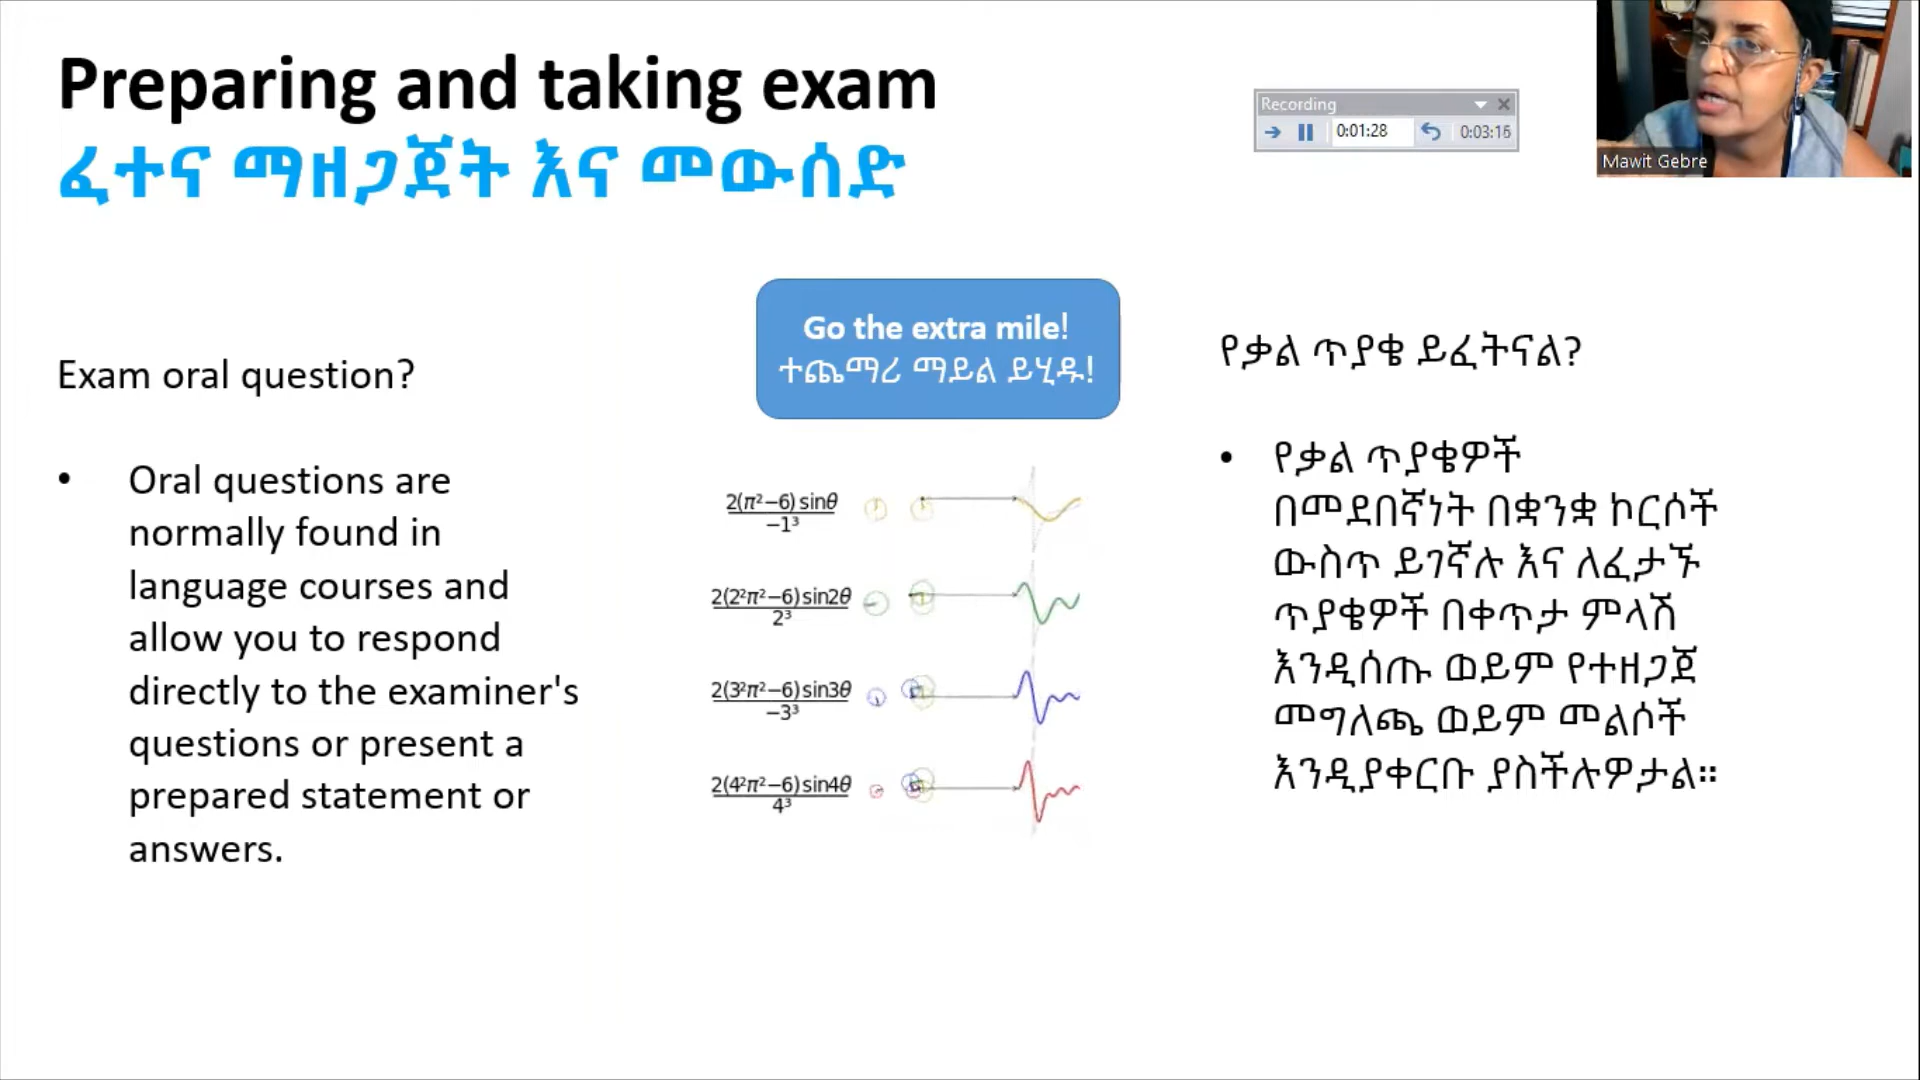 Preparing and taking exam
ፈተና ማዘጋጀት እና መውሰድ
Recording
0:01:28
0:03:15
Mawit Gebre
Go the extra mile!
ተጨማሪ ማይል ይሂዱ!
Exam oral question?
• Oral questions are
normally found in
language courses and
allow you to respond
directly to the examiner's
questions or present a
prepared statement or
answers.
2(π²−6) sinθ
−1³
2(2²π²−6) sin2θ
2³
2(3²π²−6) sin3θ
−3³
2(4²π²−6) sin4θ
4³
የቃል ጥያቄ ይፈትናል?
• የቃል ጥያቄዎች
በመደበኛነት በቋንቋ ኮርሶች
ውስጥ ይገኛሉ እና ለፈታኙ
ጥያቄዎች በቀጥታ ምላሽ
እንዲሰጡ ወይም የተዘጋጀ
መግለጫ ወይም መልሶች
እንዲያቀርቡ ያስችሉዎታል።